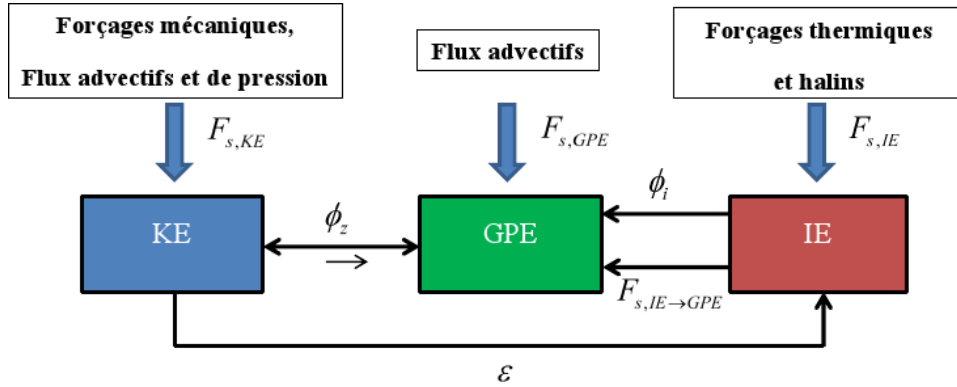 Forçages mécaniques,
Flux advectifs et de pression
Flux advectifs
Forçages thermiques
et halins
F_{s,KE}
F_{s,GPE}
F_{s,IE}
KE
ϕ_z
GPE
ϕ_i
F_{s,IE→GPE}
IE
ε